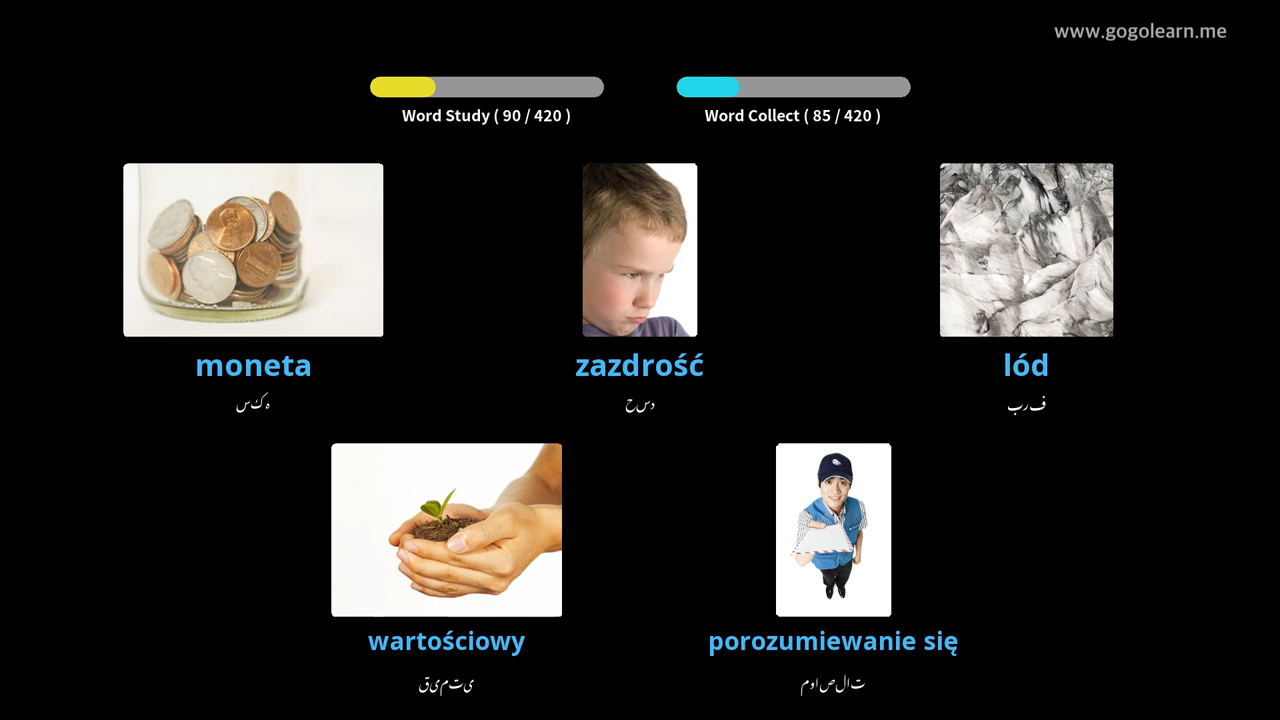 www.gogolearn.me
Word Study ( 90 / 420 )
Word Collect ( 85 / 420 )
moneta
zazdrość
lód
سکہ
حسد
برف
wartościowy
porozumiewanie się
قیمتی
مواصلات